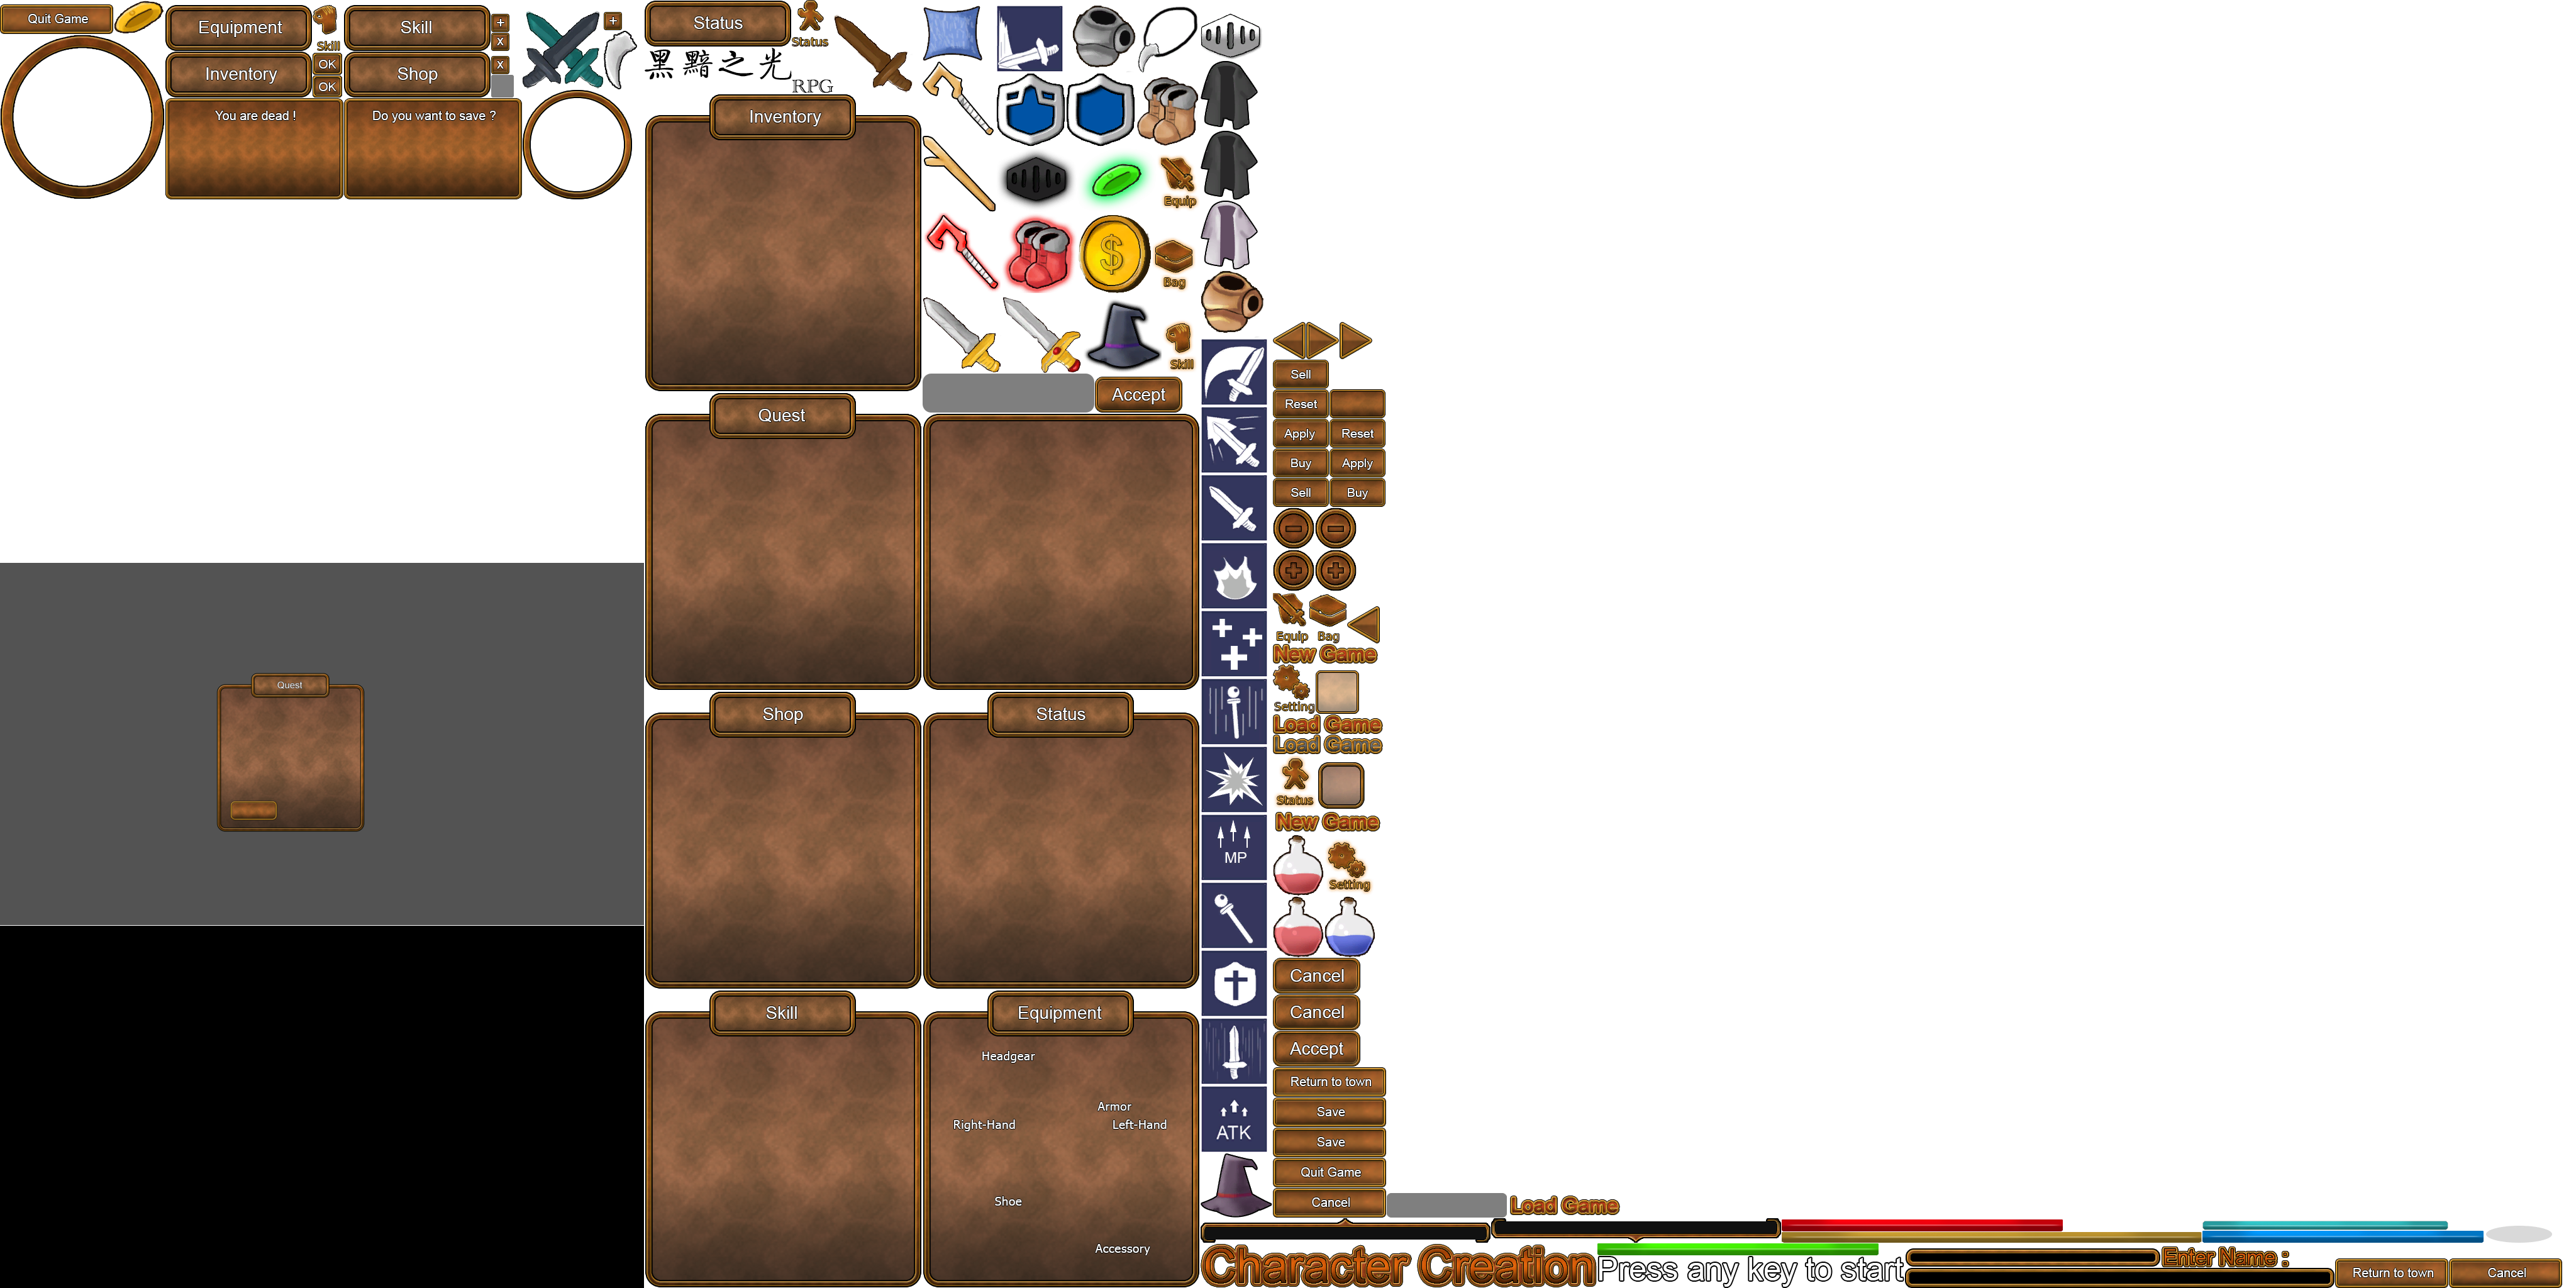 Quit Game
Equipment
Skill
Skill
+
x
+
Inventory
OK
OK
Shop
x
You are dead !
Do you want to save ?
Status
Status
黑黯之光
RPG
Inventory
Equip
Bag
Skill
Accept
Quest
Quest
Shop
Status
Skill
Equipment
Headgear
Armor
Right-Hand
Left-Hand
Shoe
Accessory
MP
ATK
Sell
Reset
Apply
Reset
Buy
Apply
Sell
Buy
Equip
Bag
New Game
Setting
Load Game
Load Game
Status
New Game
Setting
Cancel
Cancel
Accept
Return to town
Save
Save
Quit Game
Cancel
Load Game
Character Creation
Press any key to start
Enter Name :
Return to town
Cancel